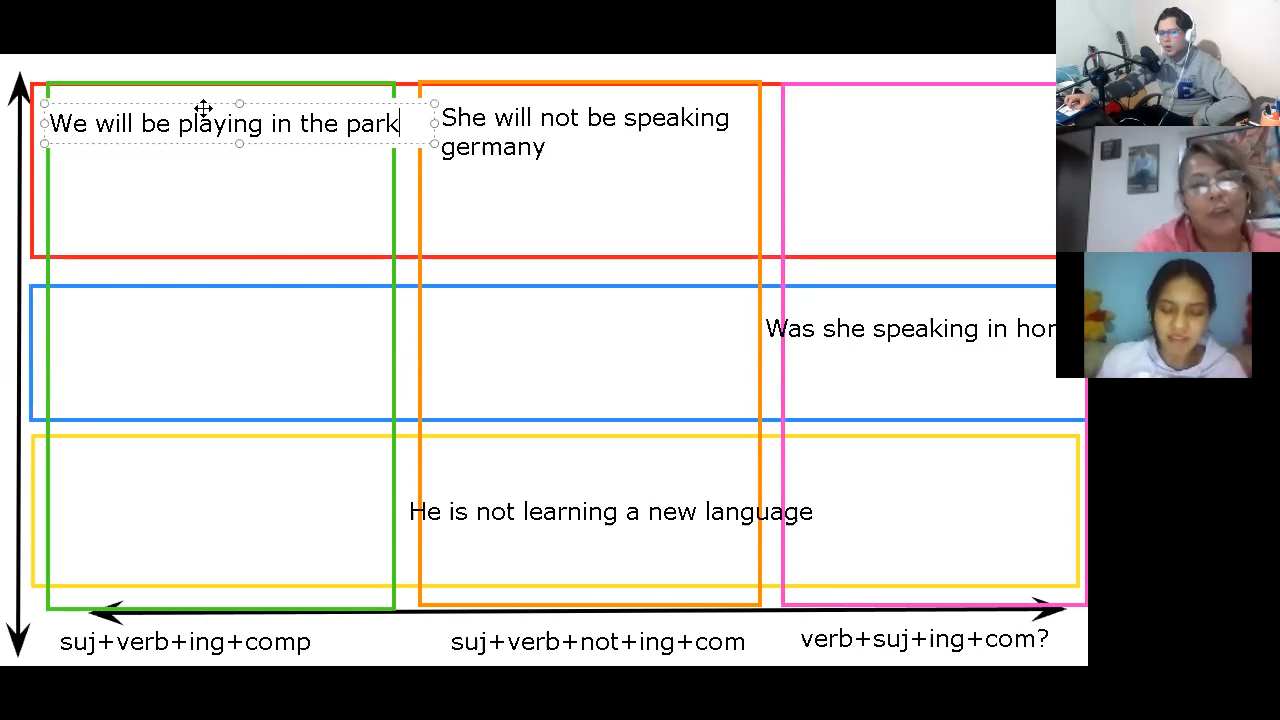 We will be playing in the park
She will not be speaking
germany
Was she speaking in
He is not learning a new language
suj+verb+ing+comp
suj+verb+not+ing+com
verb+suj+ing+com?